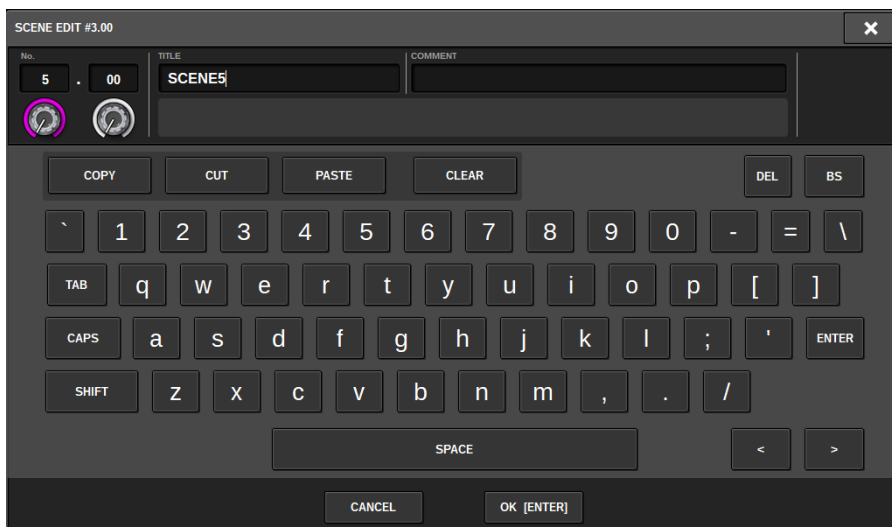 SCENE EDIT #3.00 ×
No. TITLE COMMENT
5 . 00 SCENE5
COPY CUT PASTE CLEAR DEL BS
` 1 2 3 4 5 6 7 8 9 0 - = \
TAB q w e r t y u i o p [ ]
CAPS a s d f g h j k l ; ' ENTER
SHIFT z x c v b n m , . /
SPACE < >
CANCEL OK [ENTER]